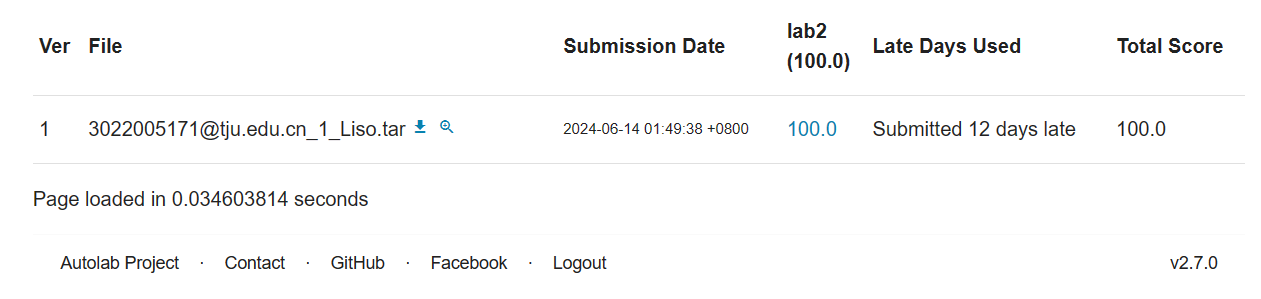 Ver File Submission Date lab2 (100.0) Late Days Used Total Score
1 3022005171@tju.edu.cn_1_Liso.tar 2024-06-14 01:49:38 +0800 100.0 Submitted 12 days late 100.0
Page loaded in 0.034603814 seconds
Autolab Project · Contact · GitHub · Facebook · Logout v2.7.0